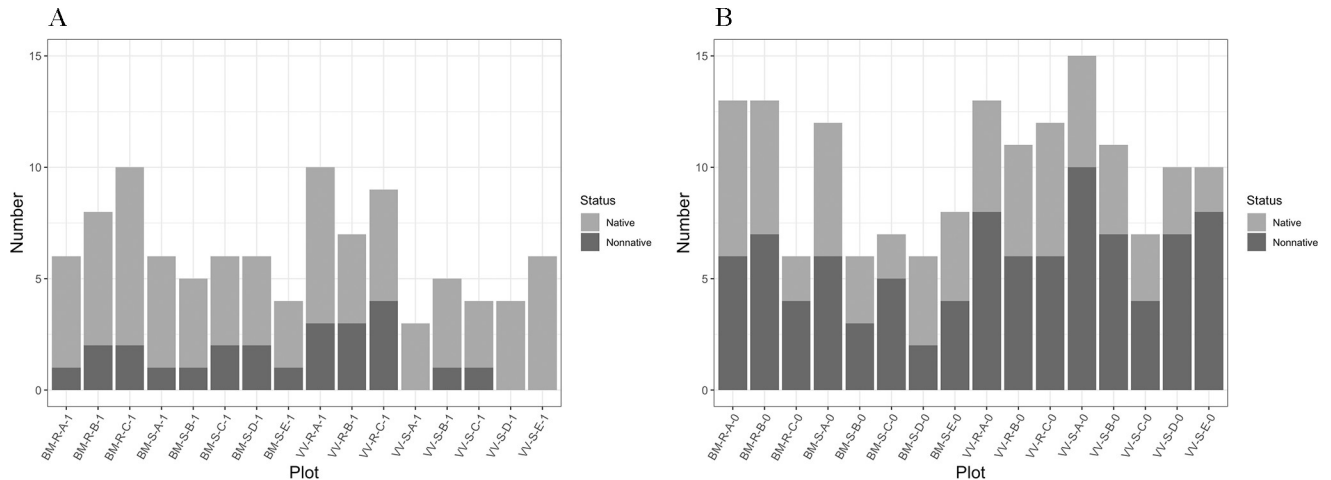 A
15
10
5
0
Number
BM-R-A-1
BM-R-B-1
BM-R-C-1
BM-S-A-1
BM-S-B-1
BM-S-C-1
BM-S-D-1
BM-S-E-1
VV-R-A-1
VV-R-B-1
VV-R-C-1
VV-S-A-1
VV-S-B-1
VV-S-C-1
VV-S-D-1
VV-S-E-1
Plot
Status
Native
Nonnative
B
15
10
5
0
Number
BM-R-A-0
BM-R-B-0
BM-R-C-0
BM-S-A-0
BM-S-B-0
BM-S-C-0
BM-S-D-0
BM-S-E-0
VV-R-A-0
VV-R-B-0
VV-R-C-0
VV-S-A-0
VV-S-B-0
VV-S-C-0
VV-S-D-0
VV-S-E-0
Plot
Status
Native
Nonnative